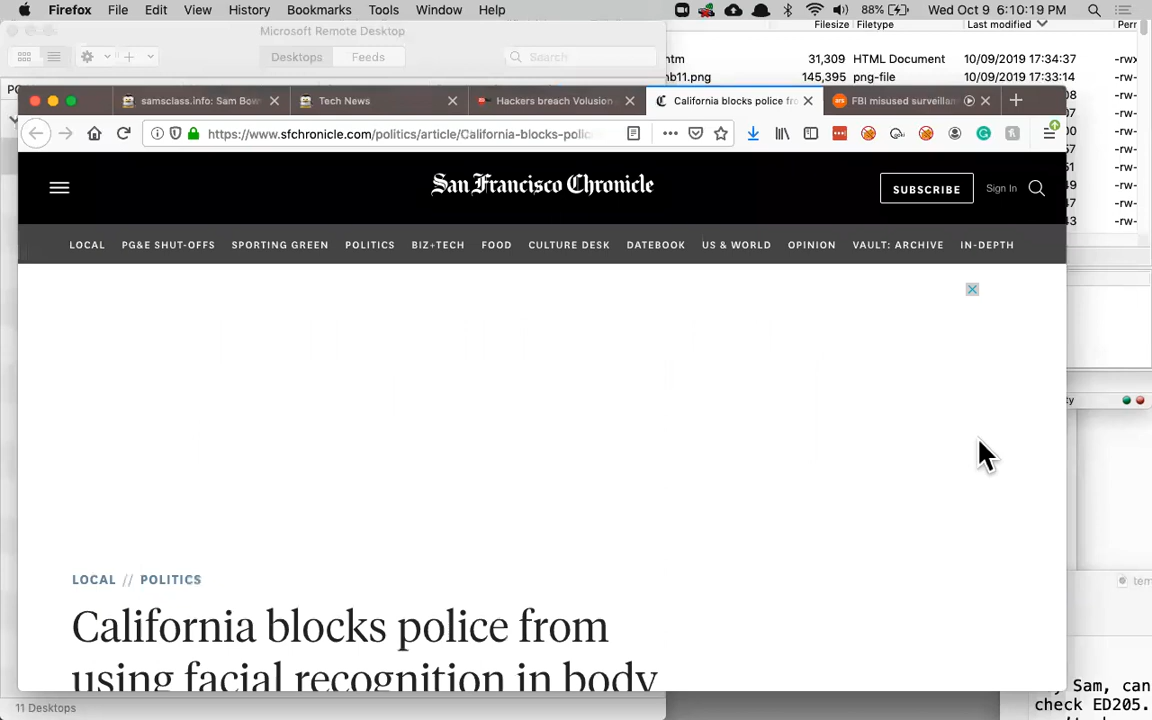 Firefox File Edit View History Bookmarks Tools Window Help 88% Wed Oct 9 6:10:19 PM
Microsoft Remote Desktop
Filesize Filetype Last modified
Desktops Feeds Search
31,309 HTML Document 10/09/2019 17:34:37 -rwx
nb11.png 145,395 png-file 10/09/2019 17:33:14 -rwx
samsclass.info: Sam Bow Tech News Hackers breach Volusion California blocks police fro FBI misused surveillan
https://www.sfchronicle.com/politics/article/California-blocks-polic
San Francisco Chronicle
SUBSCRIBE Sign In
LOCAL PG&E SHUT-OFFS SPORTING GREEN POLITICS BIZ+TECH FOOD CULTURE DESK DATEBOOK US & WORLD OPINION VAULT: ARCHIVE IN-DEPTH
LOCAL // POLITICS
California blocks police from
using facial recognition in body
Sam, can
check ED205.
11 Desktops